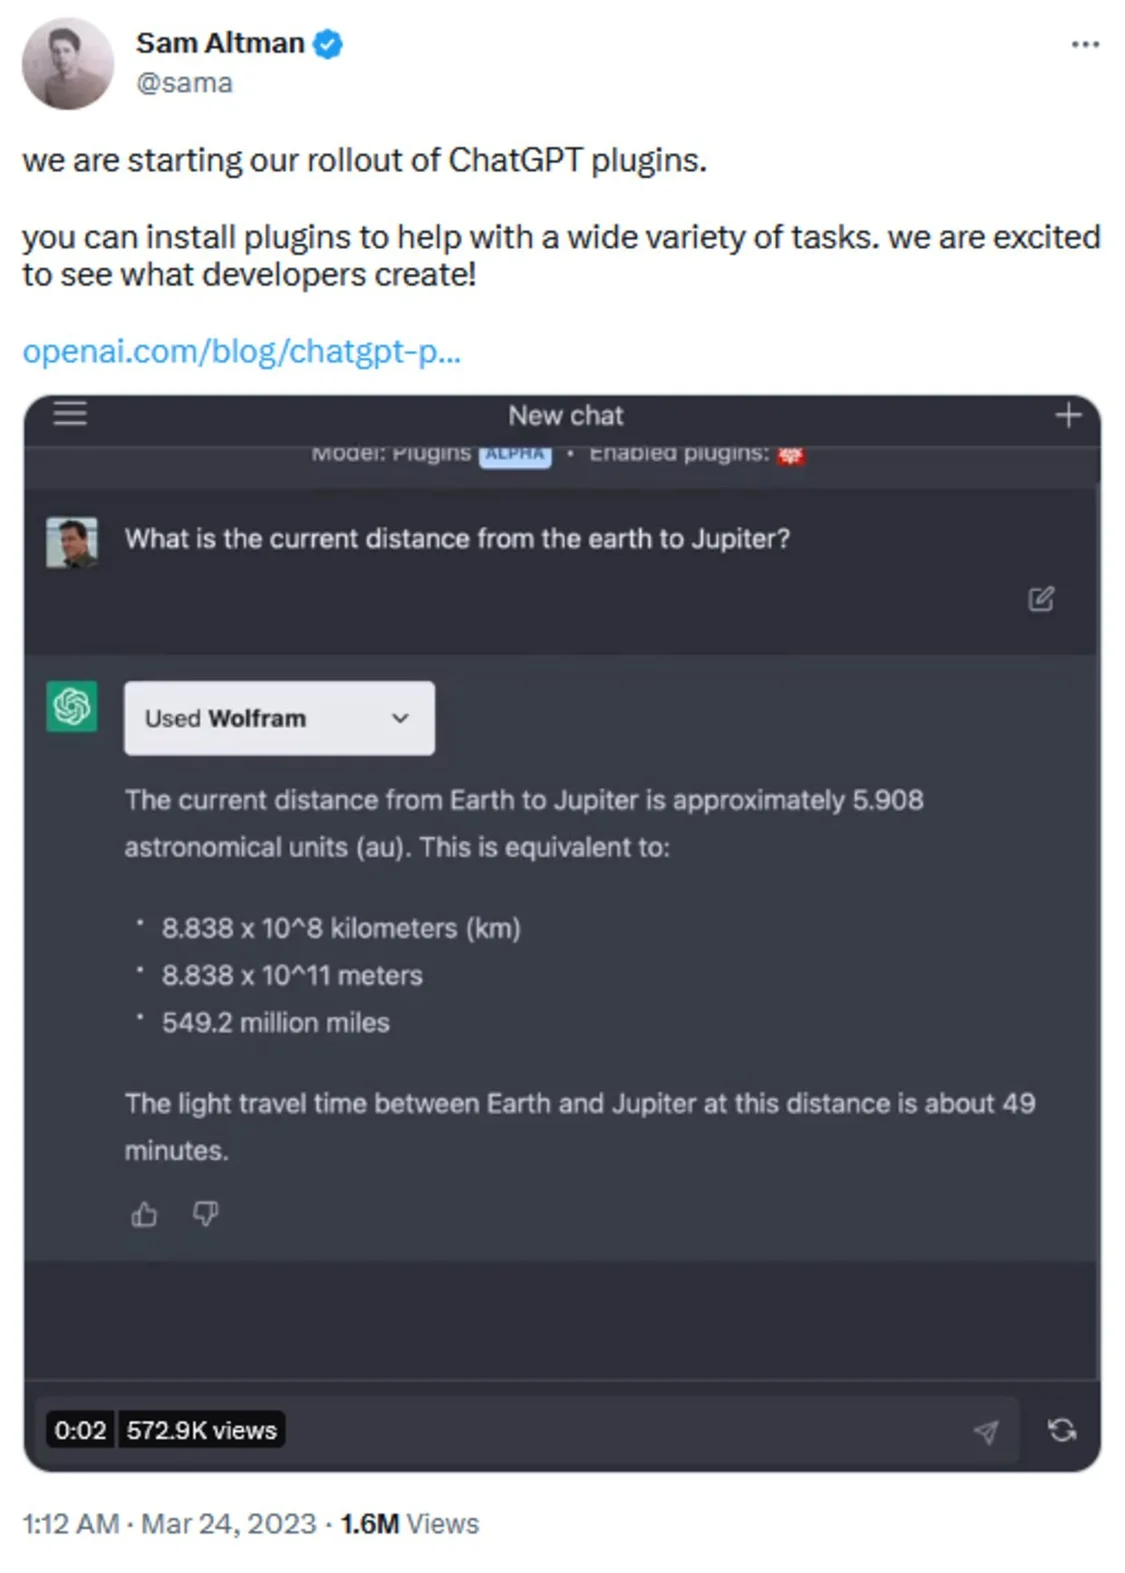 Sam Altman
@sama
we are starting our rollout of ChatGPT plugins.
you can install plugins to help with a wide variety of tasks. we are excited
to see what developers create!
openai.com/blog/chatgpt-p...
New chat
Model: Plugins ALPHA • Enabled plugins:
What is the current distance from the earth to Jupiter?
Used Wolfram
The current distance from Earth to Jupiter is approximately 5.908
astronomical units (au). This is equivalent to:
• 8.838 x 10^8 kilometers (km)
• 8.838 x 10^11 meters
• 549.2 million miles
The light travel time between Earth and Jupiter at this distance is about 49
minutes.
0:02 572.9K views
1:12 AM · Mar 24, 2023 · 1.6M Views